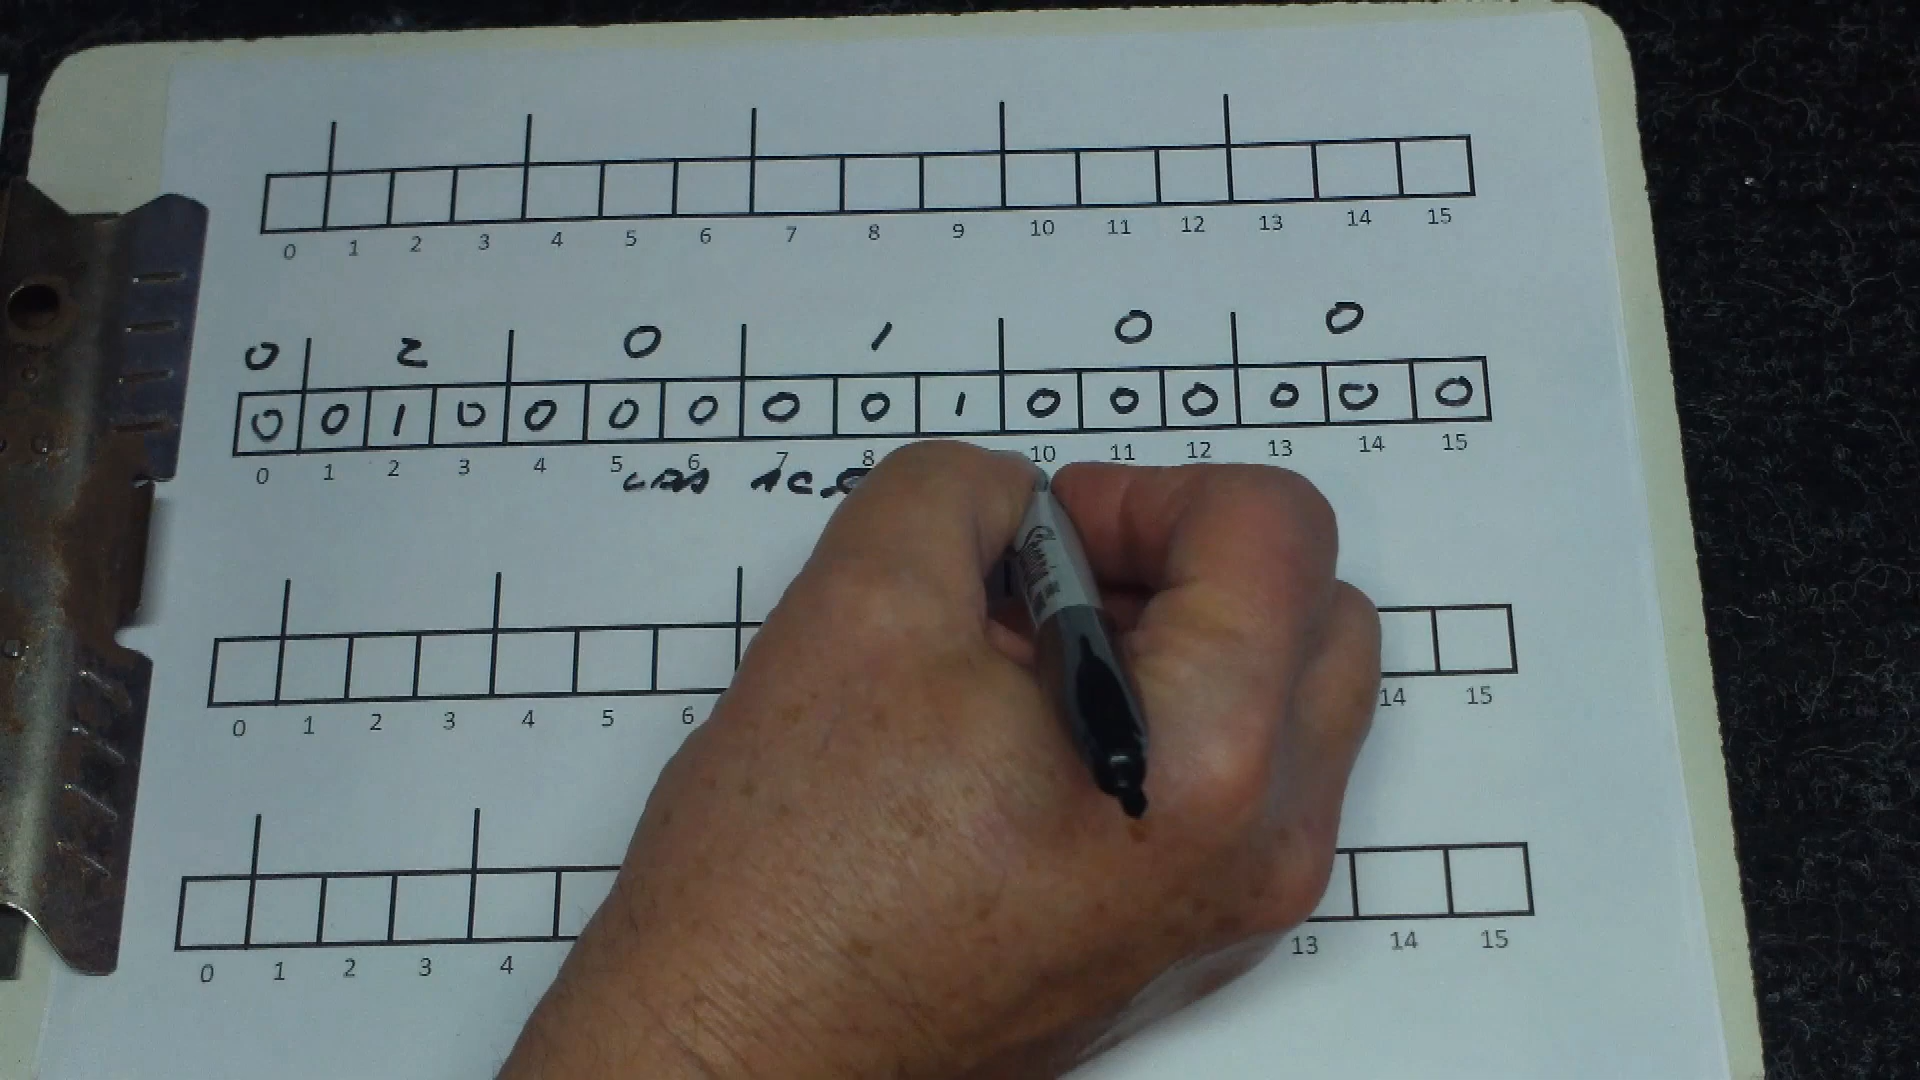 0 1 2 3 4 5 6 7 8 9 10 11 12 13 14 15
0 2 0 1 0 0
0 0 1 0 0 0 0 0 0 1 0 0 0 0 0 0
0 1 2 3 4 5 6 7 8 10 11 12 13 14 15
Sharpie
0 1 2 3 4 5 6 14 15
0 1 2 3 4 13 14 15